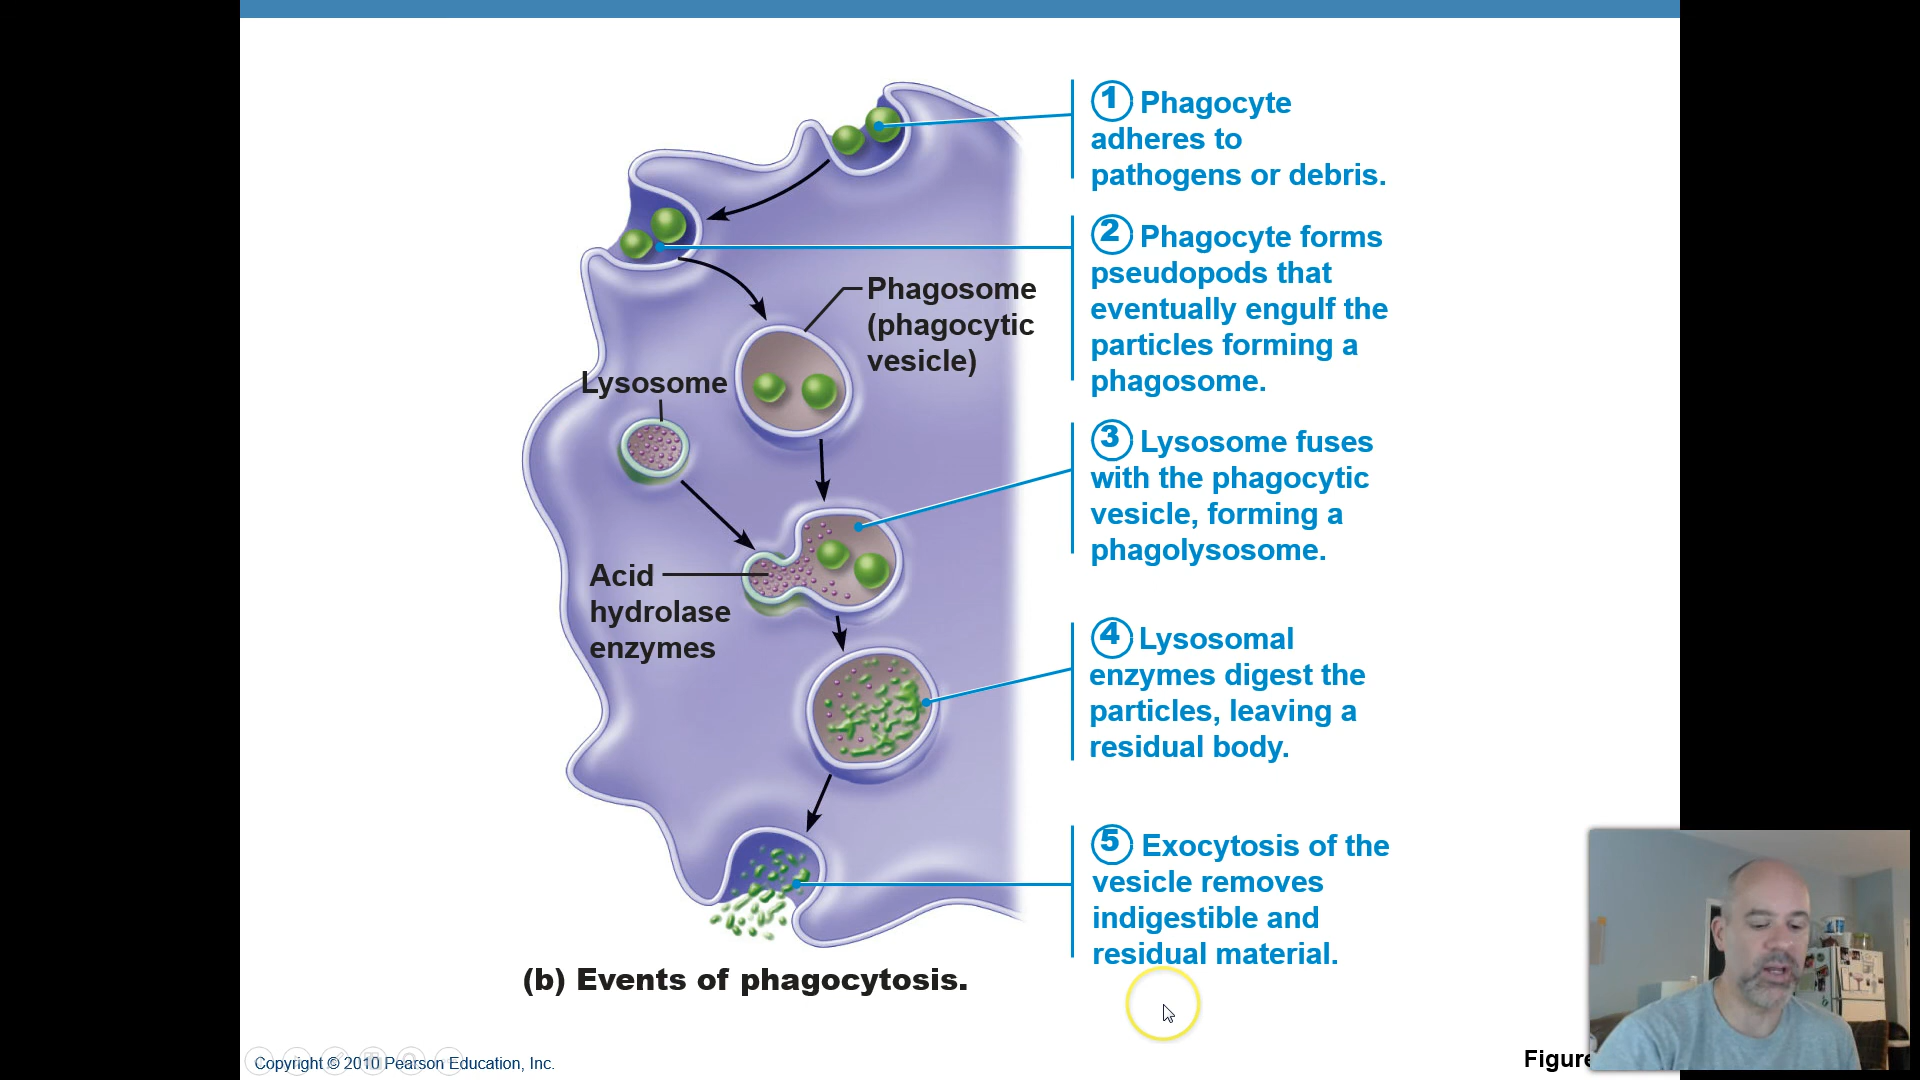 1 Phagocyte
adheres to
pathogens or debris.
2 Phagocyte forms
pseudopods that
eventually engulf the
particles forming a
phagosome.
Phagosome
(phagocytic
vesicle)
Lysosome
3 Lysosome fuses
with the phagocytic
vesicle, forming a
phagolysosome.
Acid
hydrolase
enzymes
4 Lysosomal
enzymes digest the
particles, leaving a
residual body.
5 Exocytosis of the
vesicle removes
indigestible and
residual material.
(b) Events of phagocytosis.
Copyright © 2010 Pearson Education, Inc.
Figure